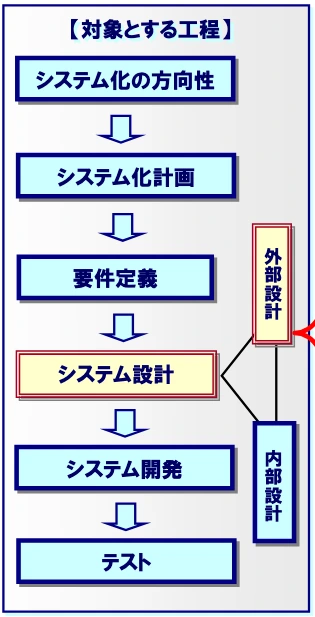 【対象とする工程】
システム化の方向性
システム化計画
要件定義
外部設計
システム設計
内部設計
システム開発
テスト